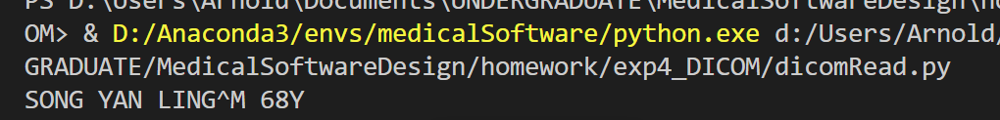 PS D:\Users\Arnold\Documents\UNDERGRADUATE\MedicalSoftwareDesign\ho
OM> & D:/Anaconda3/envs/medicalSoftware/python.exe d:/Users/Arnold/
GRADUATE/MedicalSoftwareDesign/homework/exp4_DICOM/dicomRead.py
SONG YAN LING^M 68Y